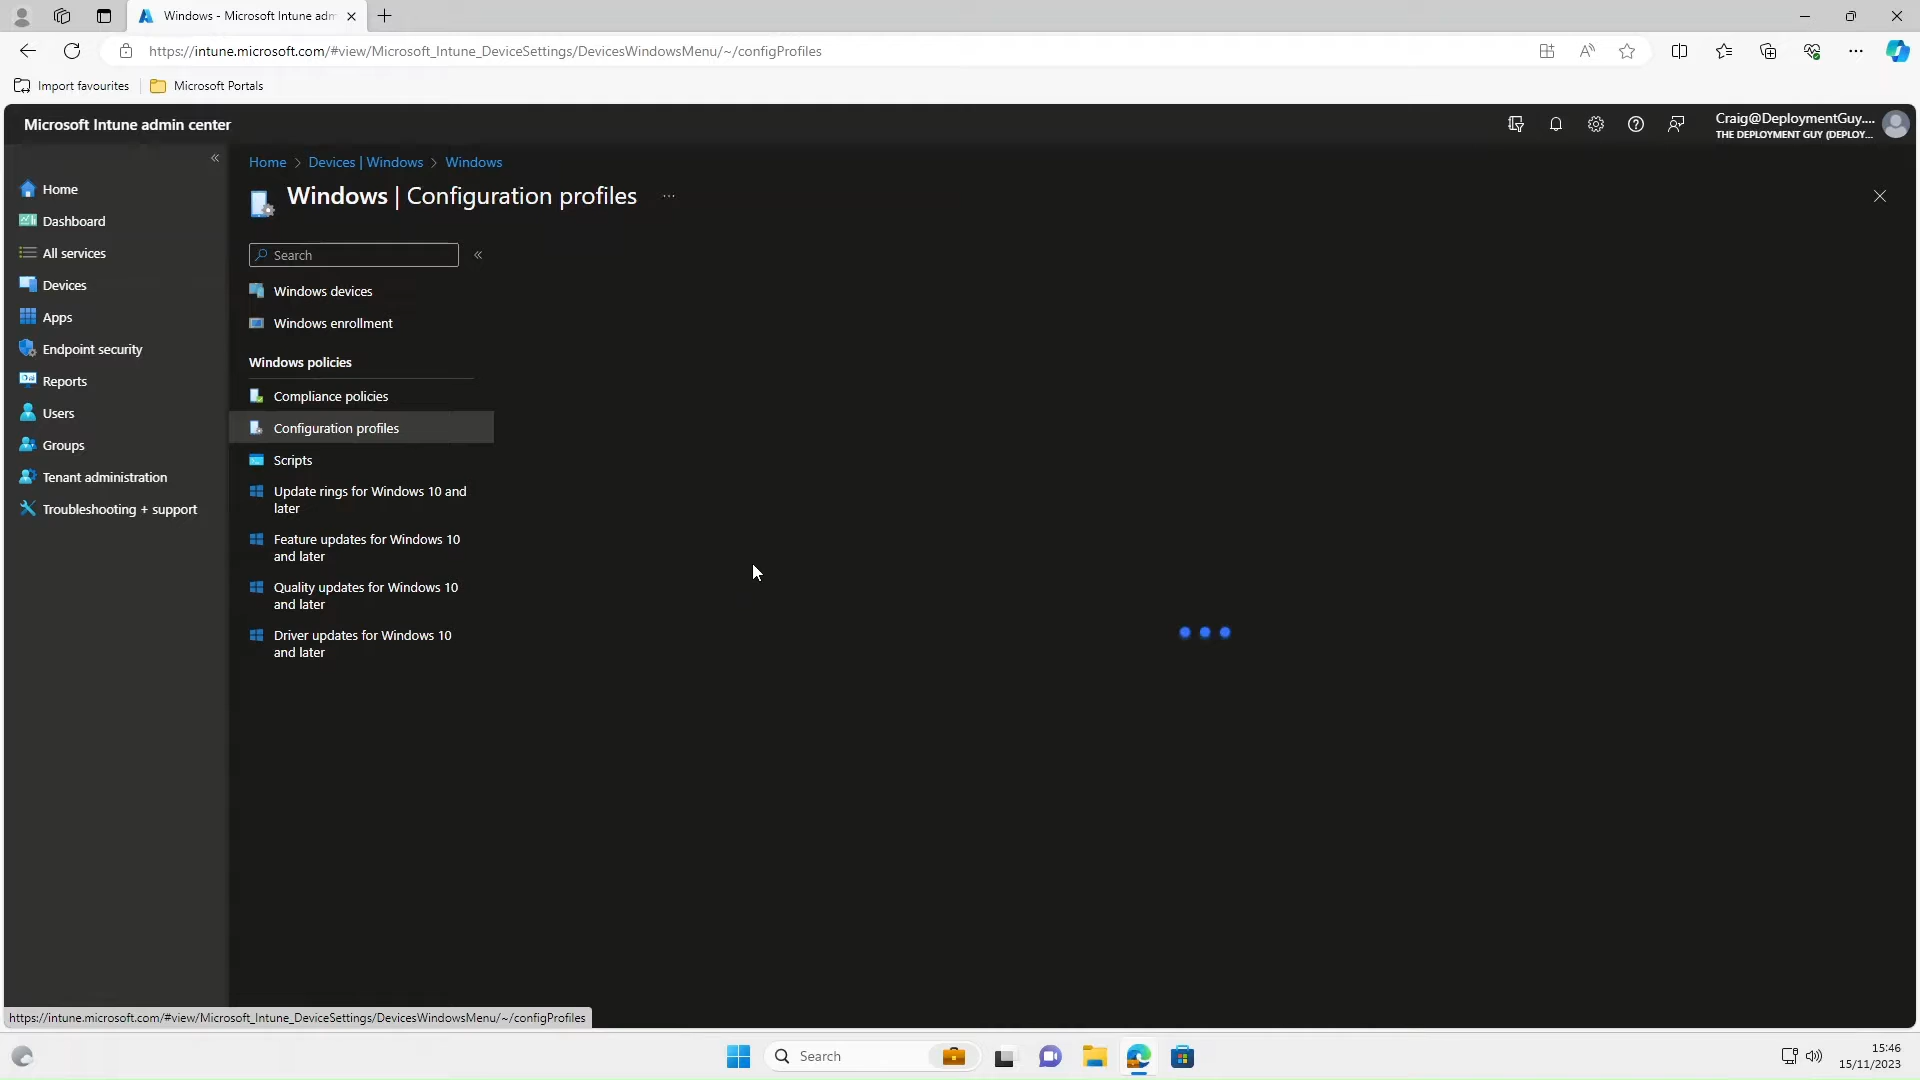 Windows - Microsoft Intune adm
https://intune.microsoft.com/#view/Microsoft_Intune_DeviceSettings/DevicesWindowsMenu/~/configProfiles
Import favourites
Microsoft Portals
Microsoft Intune admin center
Craig@DeploymentGuy....
THE DEPLOYMENT GUY (DEPLOY...
Home > Devices | Windows > Windows
Windows | Configuration profiles ...
Home
Dashboard
All services
Devices
Apps
Endpoint security
Reports
Users
Groups
Tenant administration
Troubleshooting + support
Search
Windows devices
Windows enrollment
Windows policies
Compliance policies
Configuration profiles
Scripts
Update rings for Windows 10 and
later
Feature updates for Windows 10
and later
Quality updates for Windows 10
and later
Driver updates for Windows 10
and later
https://intune.microsoft.com/#view/Microsoft_Intune_DeviceSettings/DevicesWindowsMenu/~/configProfiles
Search
15:46
15/11/2023